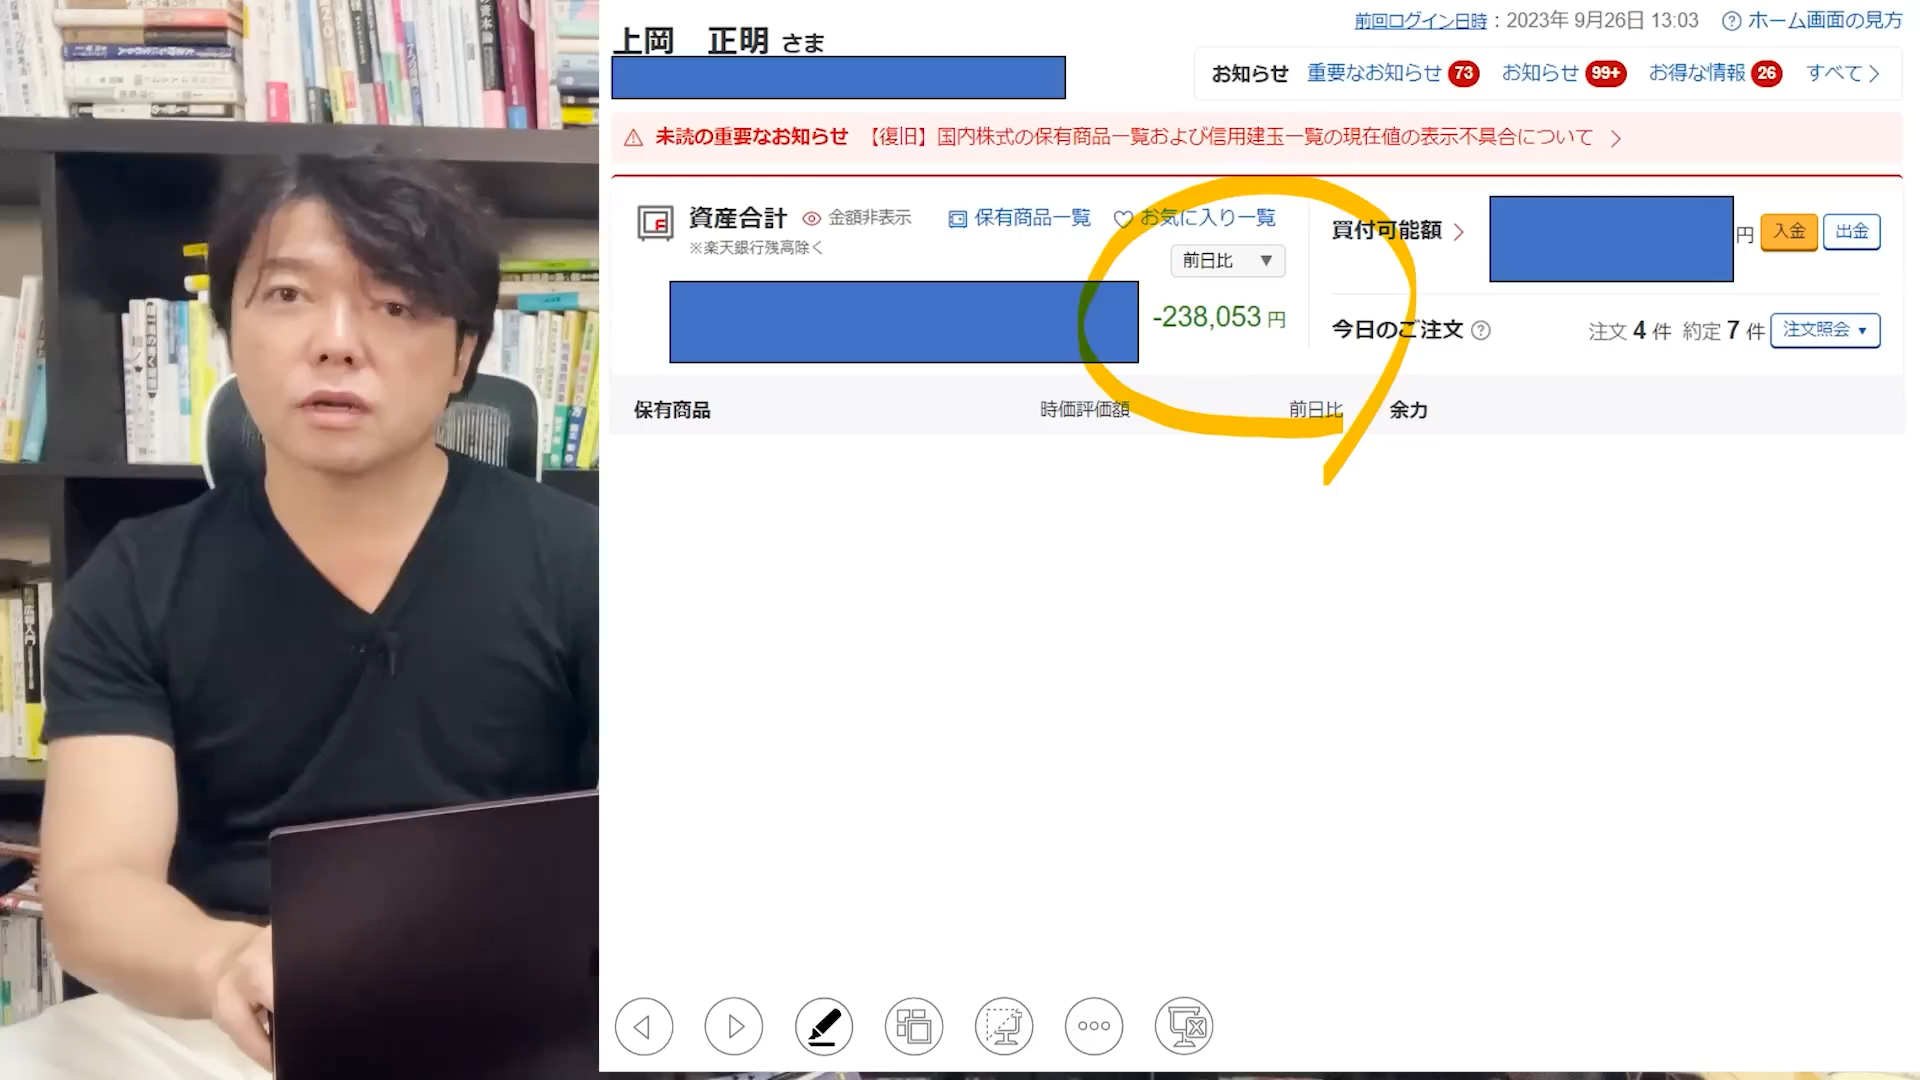 前回ログイン日時：2023年 9月26日 13:03 ? ホーム画面の見方
上岡　正明 さま
お知らせ 重要なお知らせ 73 お知らせ 99+ お得な情報 26 すべて
未読の重要なお知らせ 【復旧】国内株式の保有商品一覧および信用建玉一覧の現在値の表示不具合について
資産合計 金額非表示 保有商品一覧 お気に入り一覧
※楽天銀行残高除く
前日比 ▼
-238,053 円
買付可能額 円 入金 出金
今日のご注文 ? 注文 4 件 約定 7 件 注文照会 ▼
保有商品 時価評価額 前日比 余力